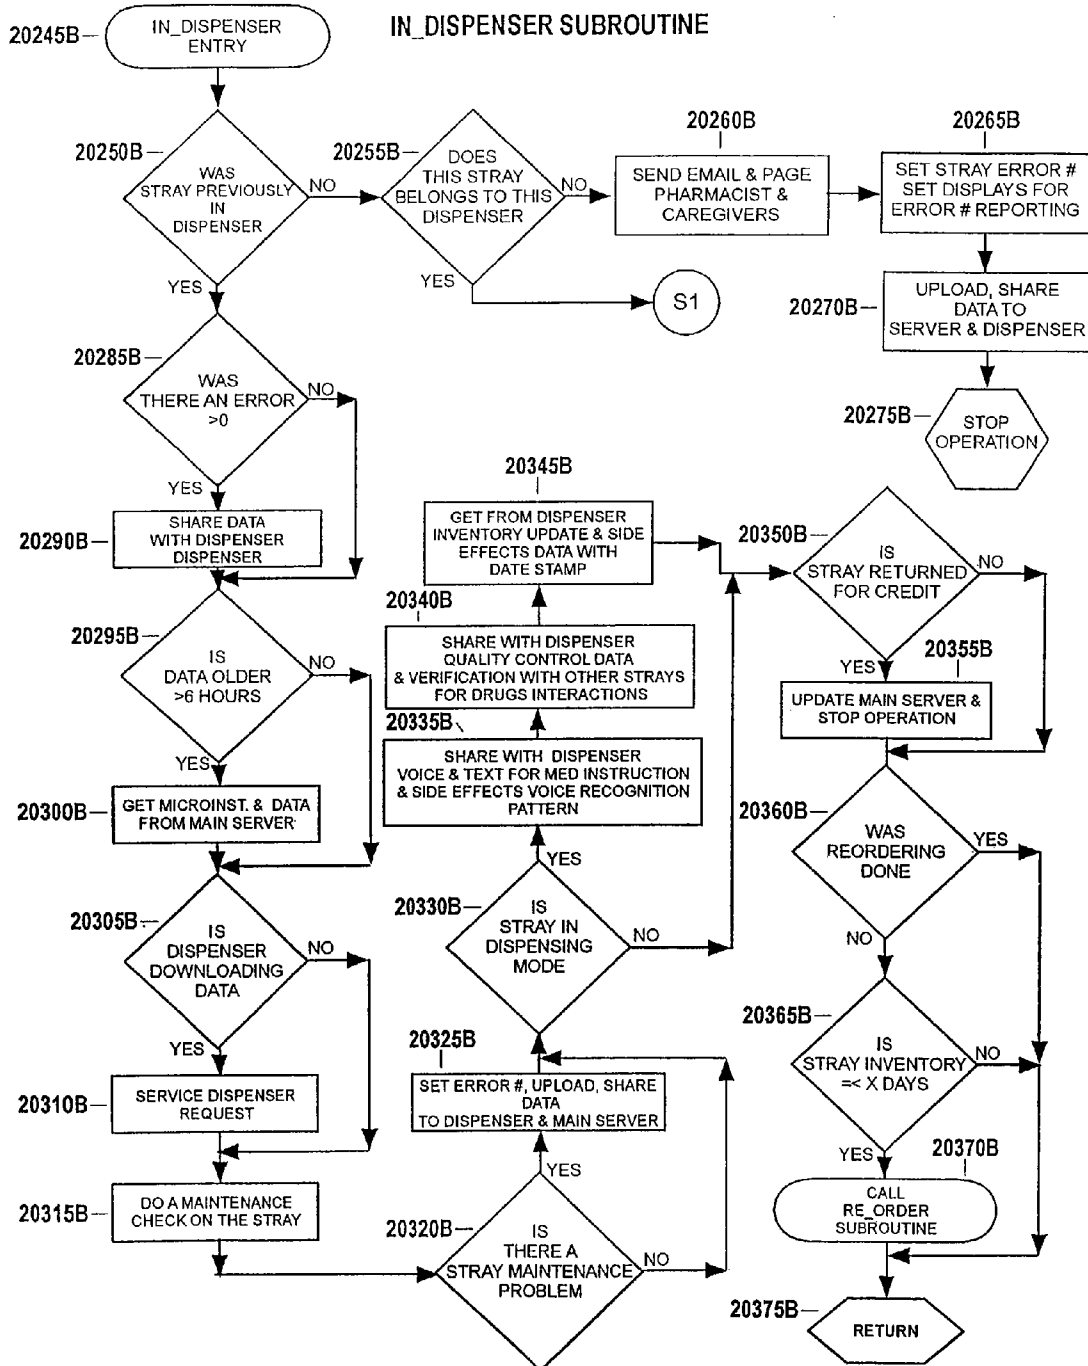 IN_DISPENSER SUBROUTINE
20245B
IN_DISPENSER
ENTRY
20250B
WAS
STRAY PREVIOUSLY
IN
DISPENSER
NO
YES
20255B
DOES
THIS STRAY
BELONGS TO THIS
DISPENSER
NO
YES
S1
20260B
SEND EMAIL & PAGE
PHARMACIST &
CAREGIVERS
20265B
SET STRAY ERROR #
SET DISPLAYS FOR
ERROR # REPORTING
20270B
UPLOAD, SHARE
DATA TO
SERVER & DISPENSER
20275B
STOP
OPERATION
20285B
WAS
THERE AN ERROR
>0
NO
YES
20290B
SHARE DATA
WITH DISPENSER
DISPENSER
20295B
IS
DATA OLDER
>6 HOURS
NO
YES
20300B
GET MICROINST. & DATA
FROM MAIN SERVER
20305B
IS
DISPENSER
DOWNLOADING
DATA
NO
YES
20310B
SERVICE DISPENSER
REQUEST
20315B
DO A MAINTENANCE
CHECK ON THE STRAY
20320B
IS
THERE A
STRAY MAINTENANCE
PROBLEM
NO
YES
20325B
SET ERROR #, UPLOAD, SHARE
DATA
TO DISPENSER & MAIN SERVER
20330B
IS
STRAY IN
DISPENSING
MODE
NO
YES
20335B
SHARE WITH DISPENSER
VOICE & TEXT FOR MED INSTRUCTION
& SIDE EFFECTS VOICE RECOGNITION
PATTERN
20340B
SHARE WITH DISPENSER
QUALITY CONTROL DATA
& VERIFICATION WITH OTHER STRAYS
FOR DRUGS INTERACTIONS
20345B
GET FROM DISPENSER
INVENTORY UPDATE & SIDE
EFFECTS DATA WITH
DATE STAMP
20350B
IS
STRAY RETURNED
FOR CREDIT
NO
YES
20355B
UPDATE MAIN SERVER &
STOP OPERATION
20360B
WAS
REORDERING
DONE
YES
NO
20365B
IS
STRAY INVENTORY
=< X DAYS
NO
YES
20370B
CALL
RE_ORDER
SUBROUTINE
20375B
RETURN